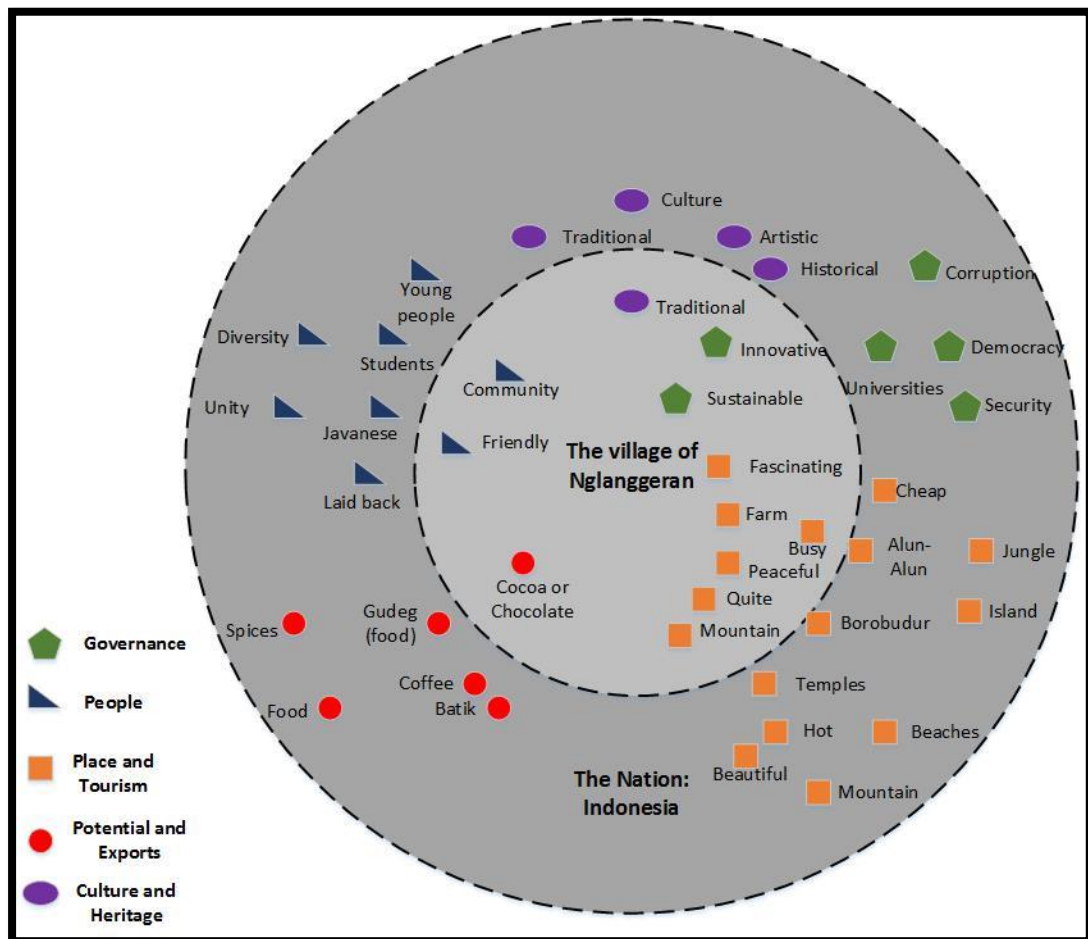 Culture
Traditional
Artistic
Historical
Corruption
Young
people
Traditional
Diversity
Students
Innovative
Democracy
Community
Universities
Unity
Javanese
Sustainable
Security
Friendly
The village of
Nglanggeran
Fascinating
Laid back
Cheap
Farm
Busy
Alun-
Alun
Jungle
Peaceful
Cocoa or
Chocolate
Quite
Island
Spices
Gudeg
(food)
Mountain
Borobudur
Governance
Coffee
Temples
People
Food
Batik
Hot
Beaches
Place and
Tourism
The Nation:
Indonesia
Beautiful
Mountain
Potential and
Exports
Culture and
Heritage